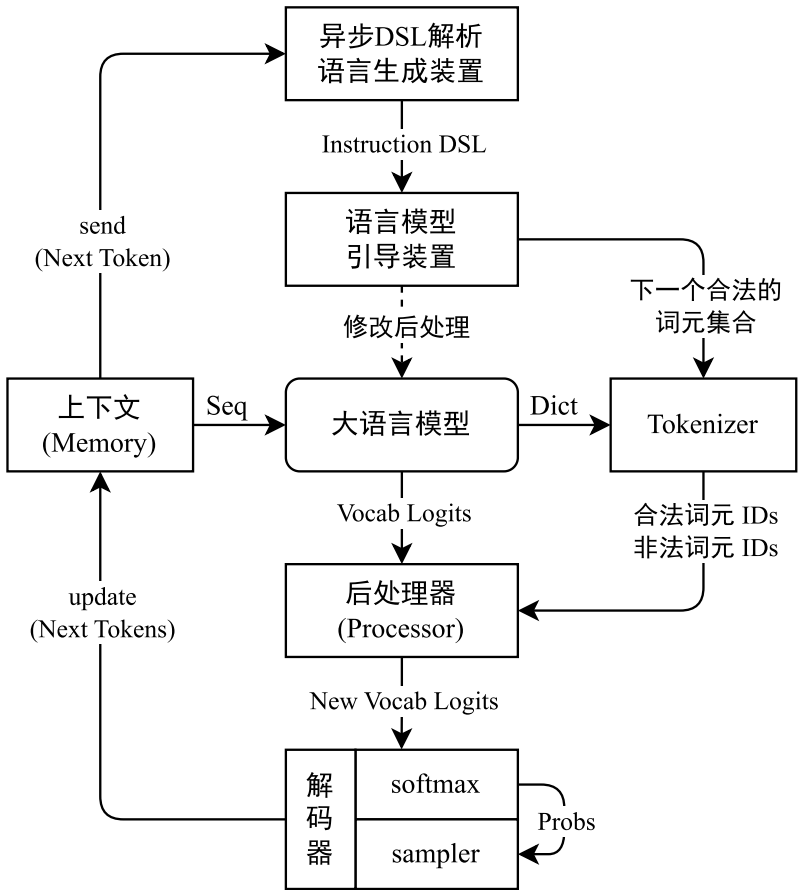 异步DSL解析
语言生成装置
Instruction DSL
语言模型
引导装置
send
(Next Token)
下一个合法的
词元集合
修改后处理
上下文
(Memory)
Seq
大语言模型
Dict
Tokenizer
Vocab Logits
合法词元 IDs
非法词元 IDs
后处理器
(Processor)
update
(Next Tokens)
New Vocab Logits
解
码
器
softmax
Probs
sampler